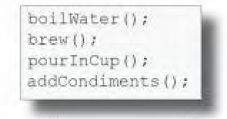 boilWater();
brew();
pourInCup();
addCondiments();